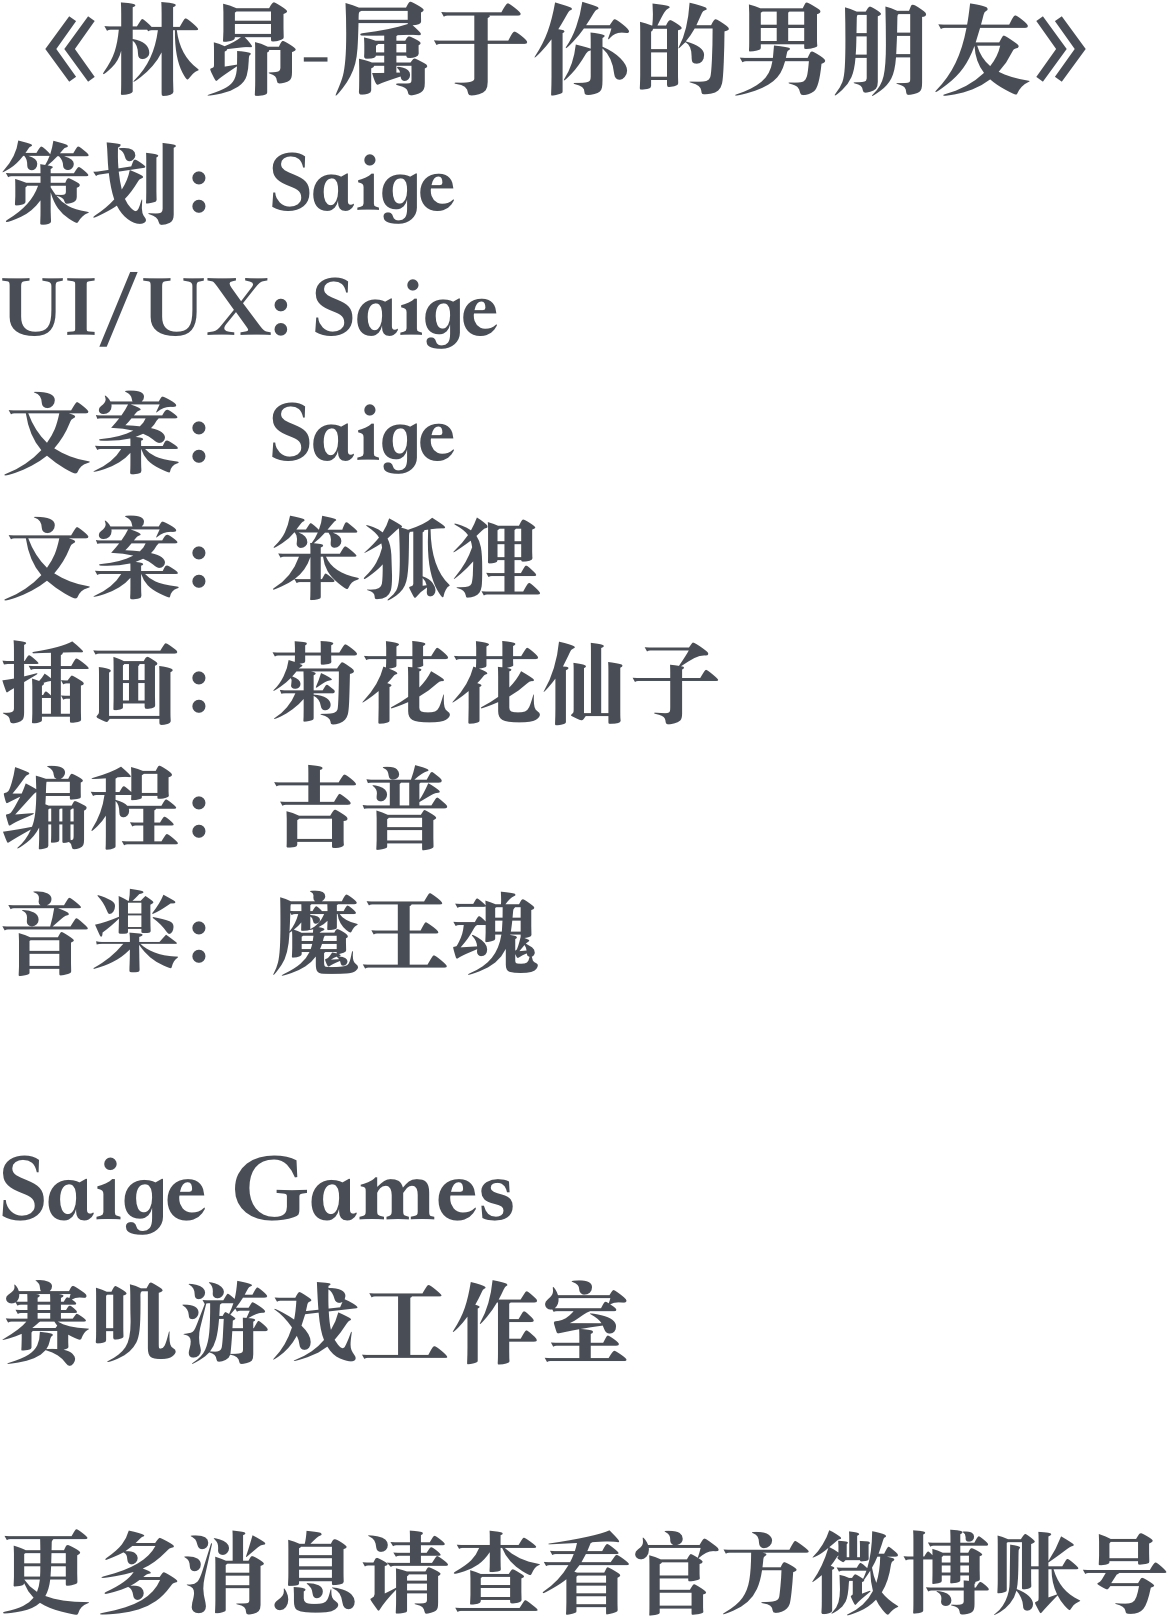 《林昂-属于你的男朋友》
策划： Saige
UI/UX: Saige
文案： Saige
文案： 笨狐狸
插画： 菊花花仙子
编程： 吉普
音楽： 魔王魂
Saige Games
赛叽游戏工作室
更多消息请查看官方微博账号